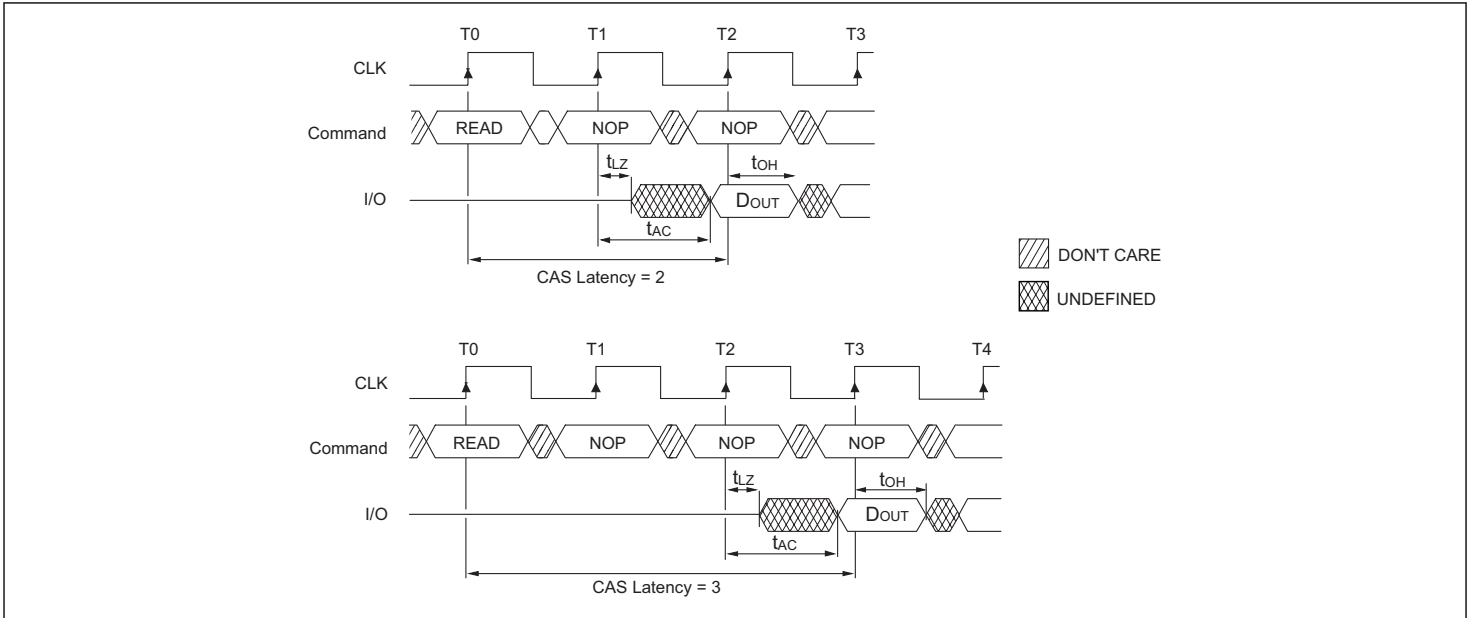 T0 T1 T2 T3
CLK
Command READ NOP NOP
tLZ tOH
I/O DOUT
tAC
CAS Latency = 2
DON'T CARE
UNDEFINED
T0 T1 T2 T3 T4
CLK
Command READ NOP NOP NOP
tLZ tOH
I/O DOUT
tAC
CAS Latency = 3